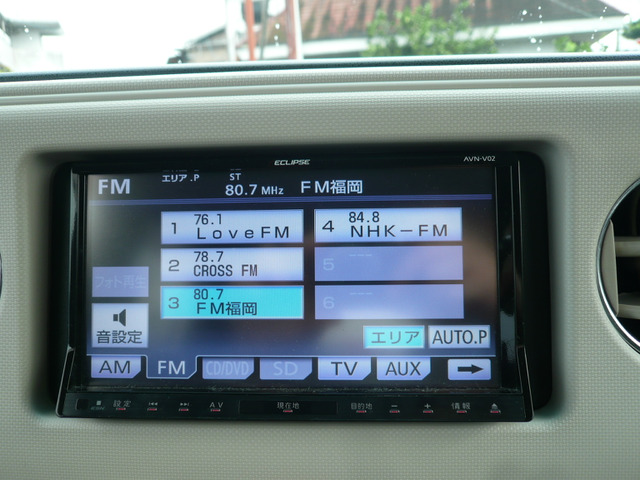 ECLIPSE
AVN-V02
FM
エリア.P
ST
80.7 MHz
FM福岡
1 76.1 LoveFM
4 84.8 NHK-FM
2 78.7 CROSS FM
5 ---
3 80.7 FM福岡
6 ---
フォト再生
音設定
エリア
AUTO.P
AM
FM
CD/DVD
SD
TV
AUX
設定
AV
現在地
目的地
情報